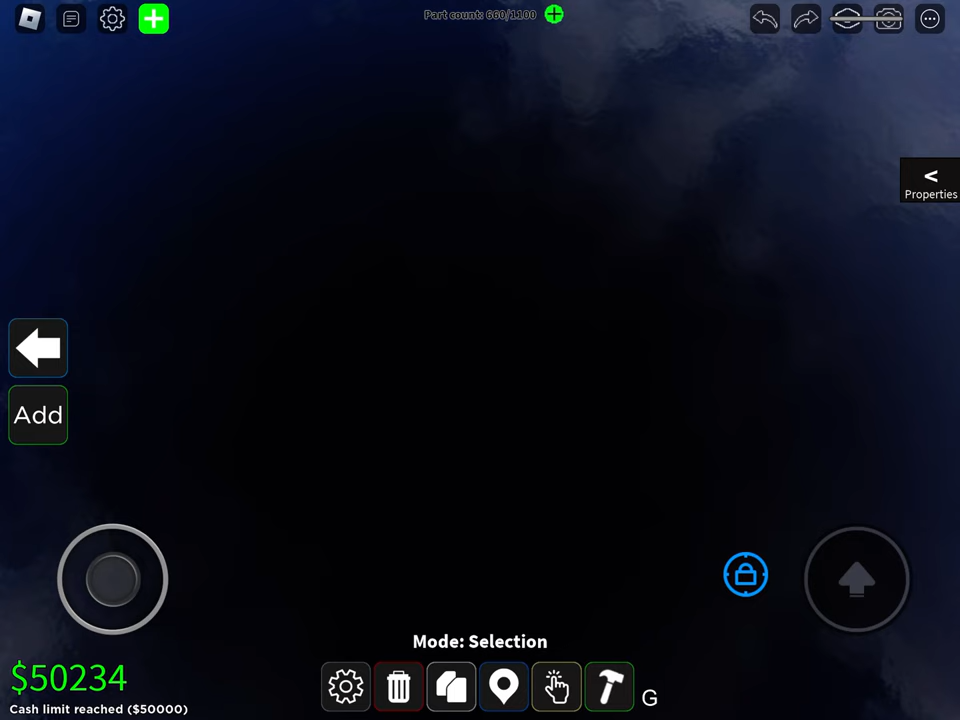 Part count: 660/1100
<
Properties
Add
Mode: Selection
$50234
Cash limit reached ($50000)
G